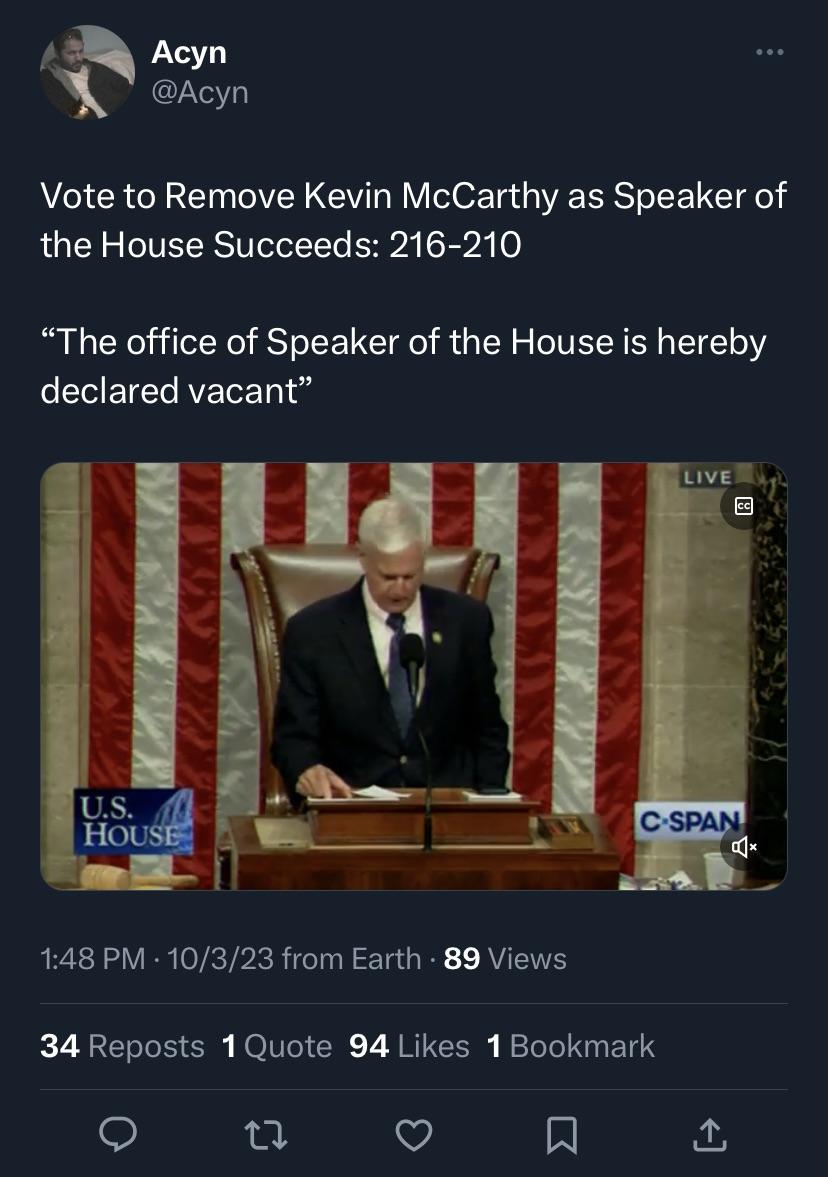 Acyn
@Acyn
Vote to Remove Kevin McCarthy as Speaker of
the House Succeeds: 216-210
“The office of Speaker of the House is hereby
declared vacant”
LIVE
CC
U.S.
HOUSE
C·SPAN
1:48 PM · 10/3/23 from Earth · 89 Views
34 Reposts 1 Quote 94 Likes 1 Bookmark